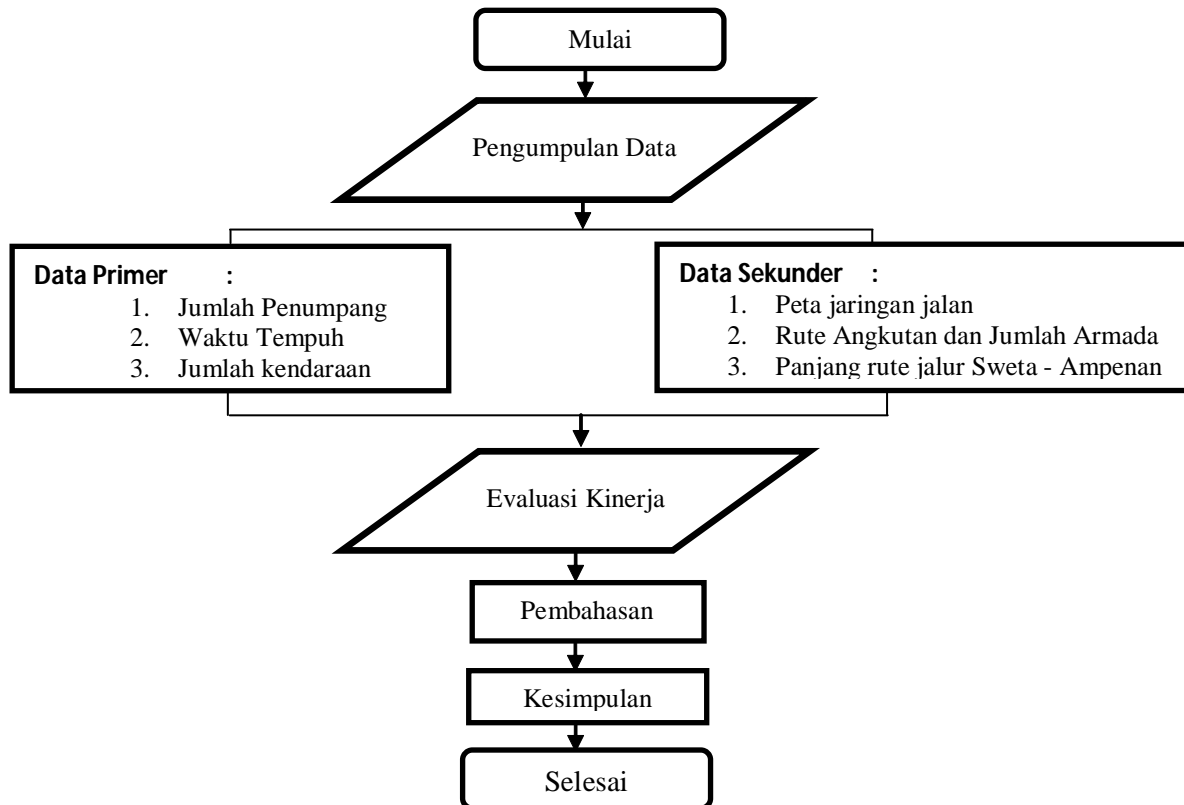 Mulai
Pengumpulan Data
Data Primer :
1. Jumlah Penumpang
2. Waktu Tempuh
3. Jumlah kendaraan
Data Sekunder :
1. Peta jaringan jalan
2. Rute Angkutan dan Jumlah Armada
3. Panjang rute jalur Sweta - Ampenan
Evaluasi Kinerja
Pembahasan
Kesimpulan
Selesai